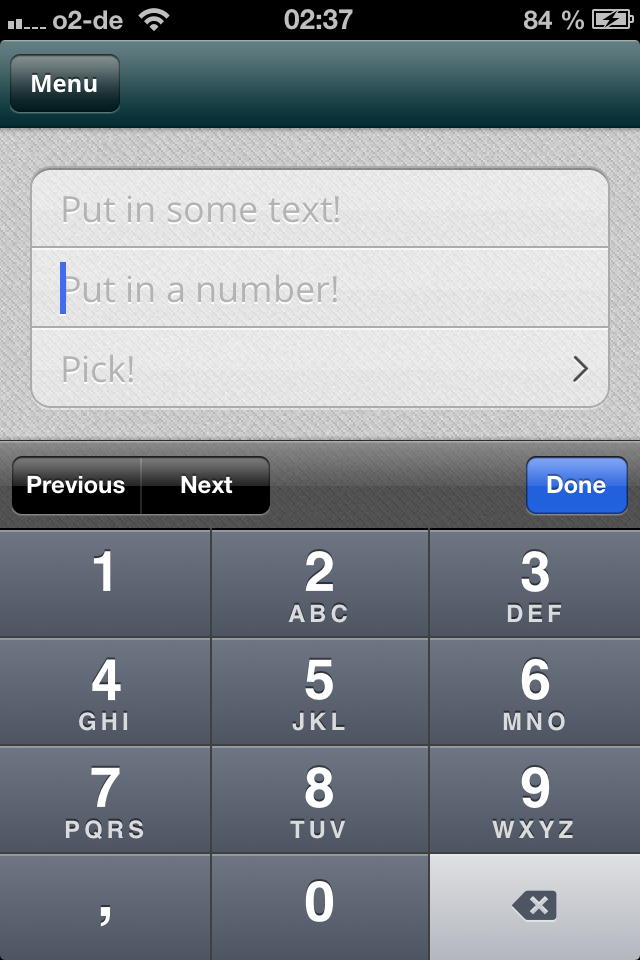 o2-de 02:37 84 %
Menu
Put in some text!
Put in a number!
Pick!
Previous Next Done
1 2 3
ABC DEF
4 5 6
GHI JKL MNO
7 8 9
PQRS TUV WXYZ
, 0